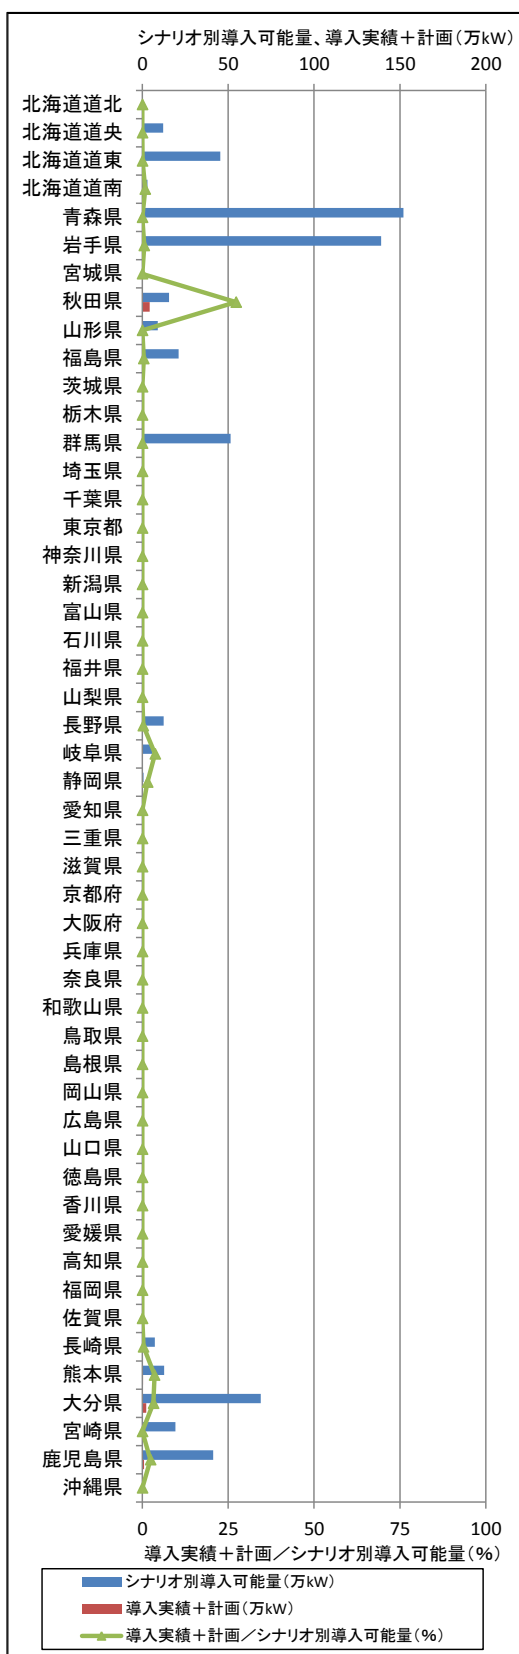 シナリオ別導入可能量、導入実績＋計画（万kW）
0 50 100 150 200
北海道道北
北海道道央
北海道道東
北海道道南
青森県
岩手県
宮城県
秋田県
山形県
福島県
茨城県
栃木県
群馬県
埼玉県
千葉県
東京都
神奈川県
新潟県
富山県
石川県
福井県
山梨県
長野県
岐阜県
静岡県
愛知県
三重県
滋賀県
京都府
大阪府
兵庫県
奈良県
和歌山県
鳥取県
島根県
岡山県
広島県
山口県
徳島県
香川県
愛媛県
高知県
福岡県
佐賀県
長崎県
熊本県
大分県
宮崎県
鹿児島県
沖縄県
0 25 50 75 100
導入実績＋計画／シナリオ別導入可能量（％）
シナリオ別導入可能量（万kW）
導入実績＋計画（万kW）
導入実績＋計画／シナリオ別導入可能量（％）